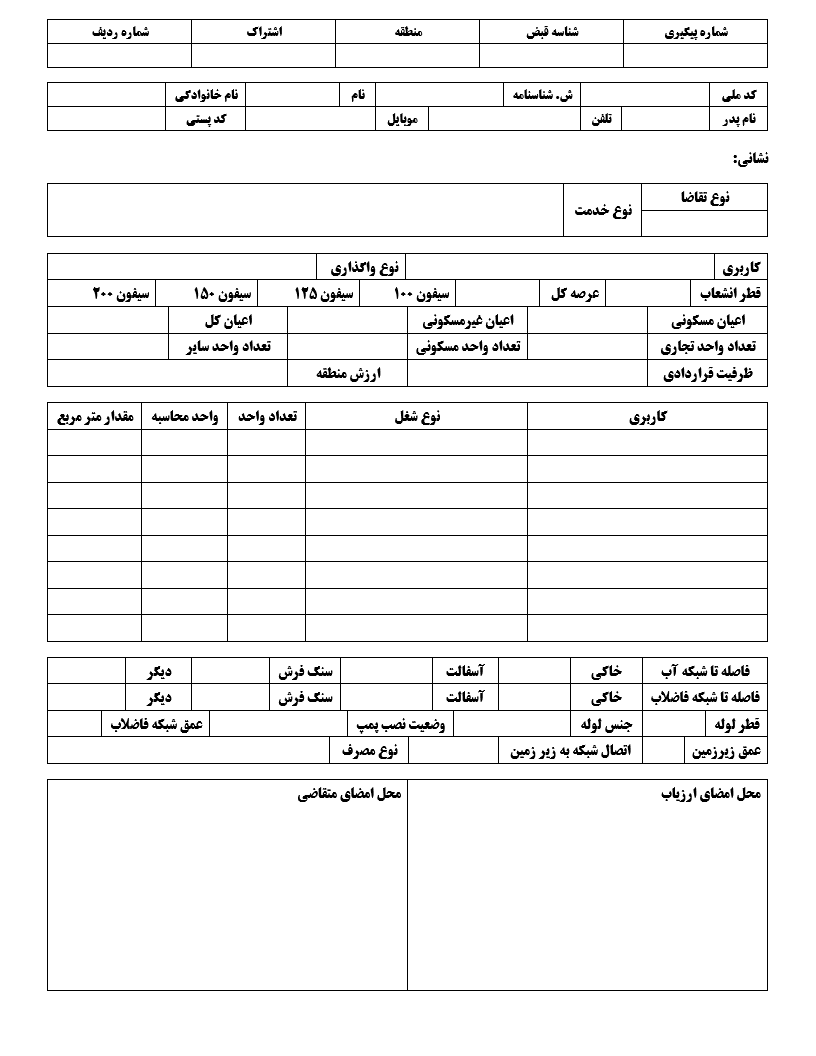 شماره پیگیری شناسه قبض منطقه اشتراک شماره ردیف
کد ملی ش. شناسنامه نام نام خانوادگی
نام پدر تلفن موبایل کد پستی
نشانی:
نوع تقاضا نوع خدمت
کاربری نوع واگذاری
قطر انشعاب عرصه کل سیفون ۱۰۰ سیفون ۱۲۵ سیفون ۱۵۰ سیفون ۲۰۰
اعیان مسکونی اعیان غیرمسکونی اعیان کل
تعداد واحد تجاری تعداد واحد مسکونی تعداد واحد سایر
ظرفیت قراردادی ارزش منطقه
کاربری نوع شغل تعداد واحد واحد محاسبه مقدار متر مربع
فاصله تا شبکه آب خاکی آسفالت سنگ فرش دیگر
فاصله تا شبکه فاضلاب خاکی آسفالت سنگ فرش دیگر
قطر لوله جنس لوله وضعیت نصب پمپ عمق شبکه فاضلاب
عمق زیرزمین اتصال شبکه به زیر زمین نوع مصرف
محل امضای ارزیاب محل امضای متقاضی